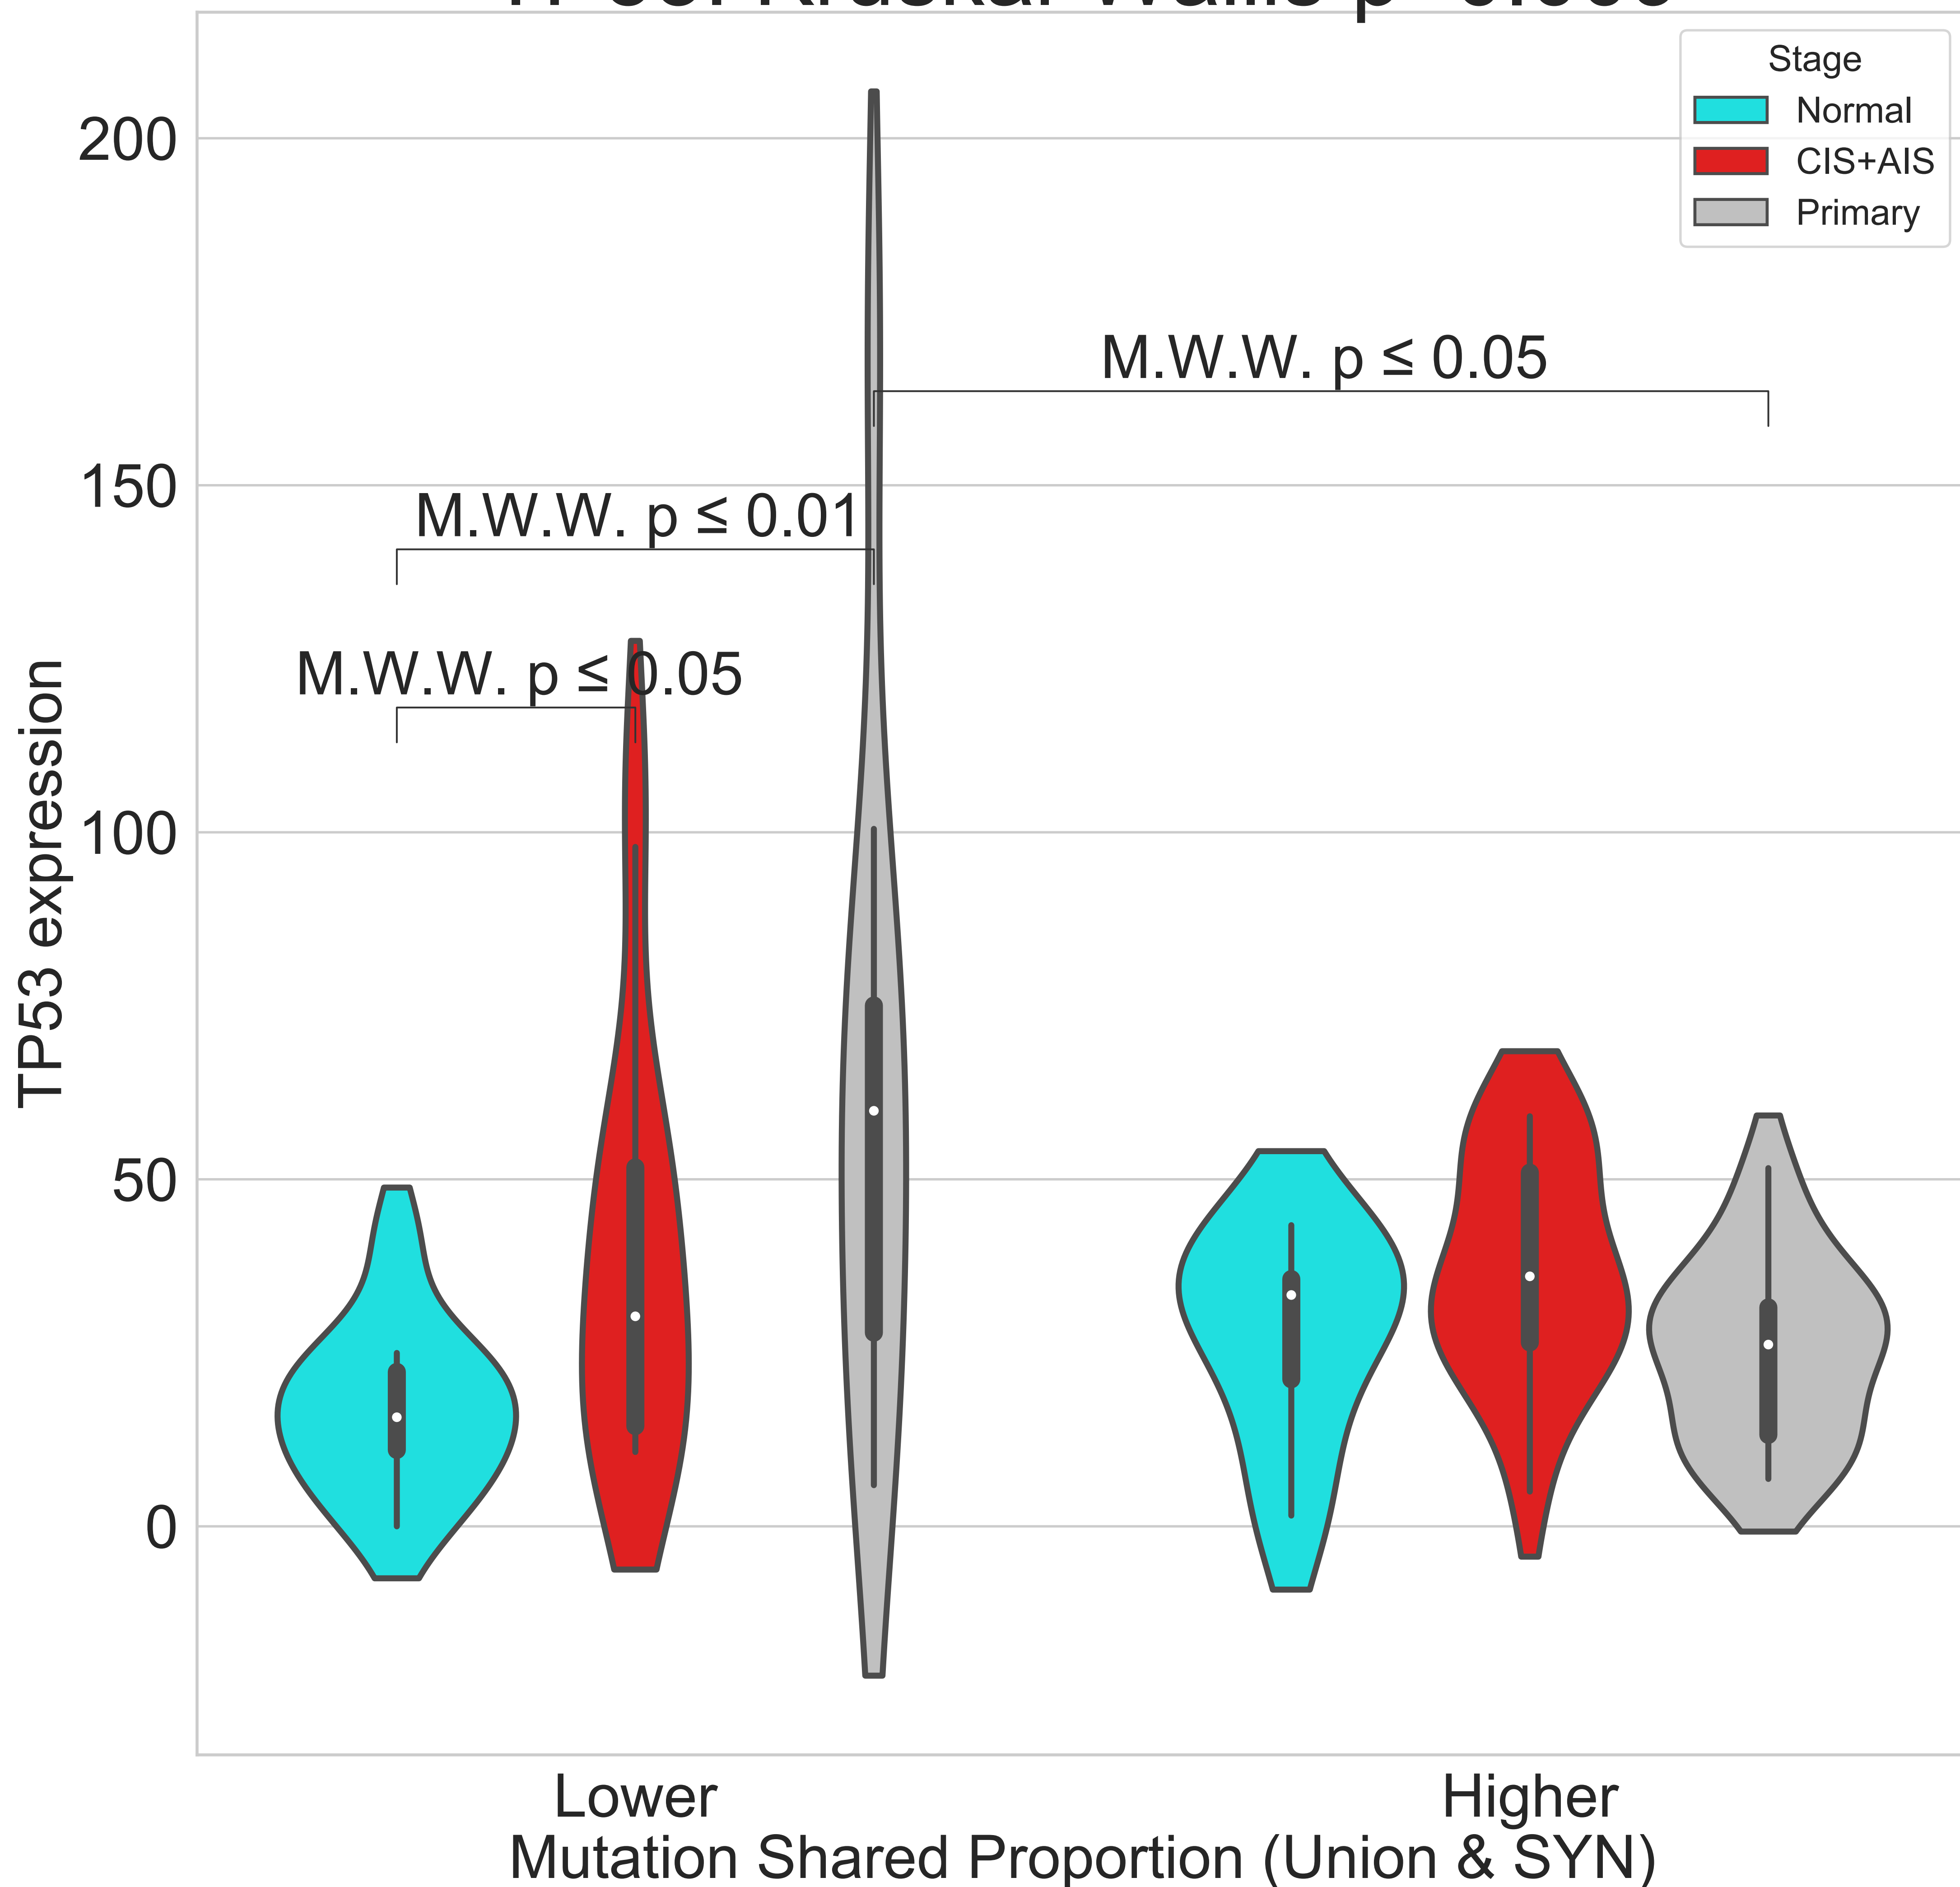 Stage
Normal
CIS+AIS
Primary
200
150
100
50
0
TP53 expression
M.W.W. p ≤ 0.05
M.W.W. p ≤ 0.01
M.W.W. p ≤ 0.05
Lower
Higher
Mutation Shared Proportion (Union & SYN)